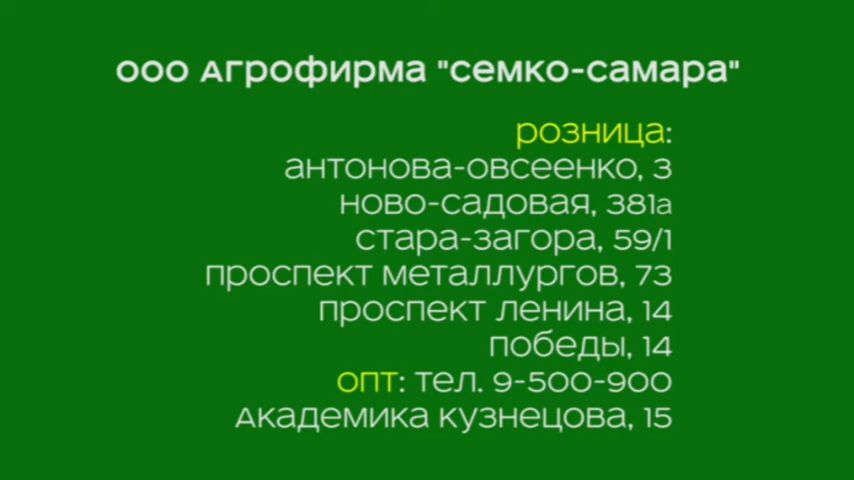 ооо Агрофирма "семко-самара"
розница:
антонова-овсеенко, 3
ново-садовая, 381а
стара-загора, 59/1
проспект металлургов, 73
проспект ленина, 14
победы, 14
опт: тел. 9-500-900
Академика кузнецова, 15